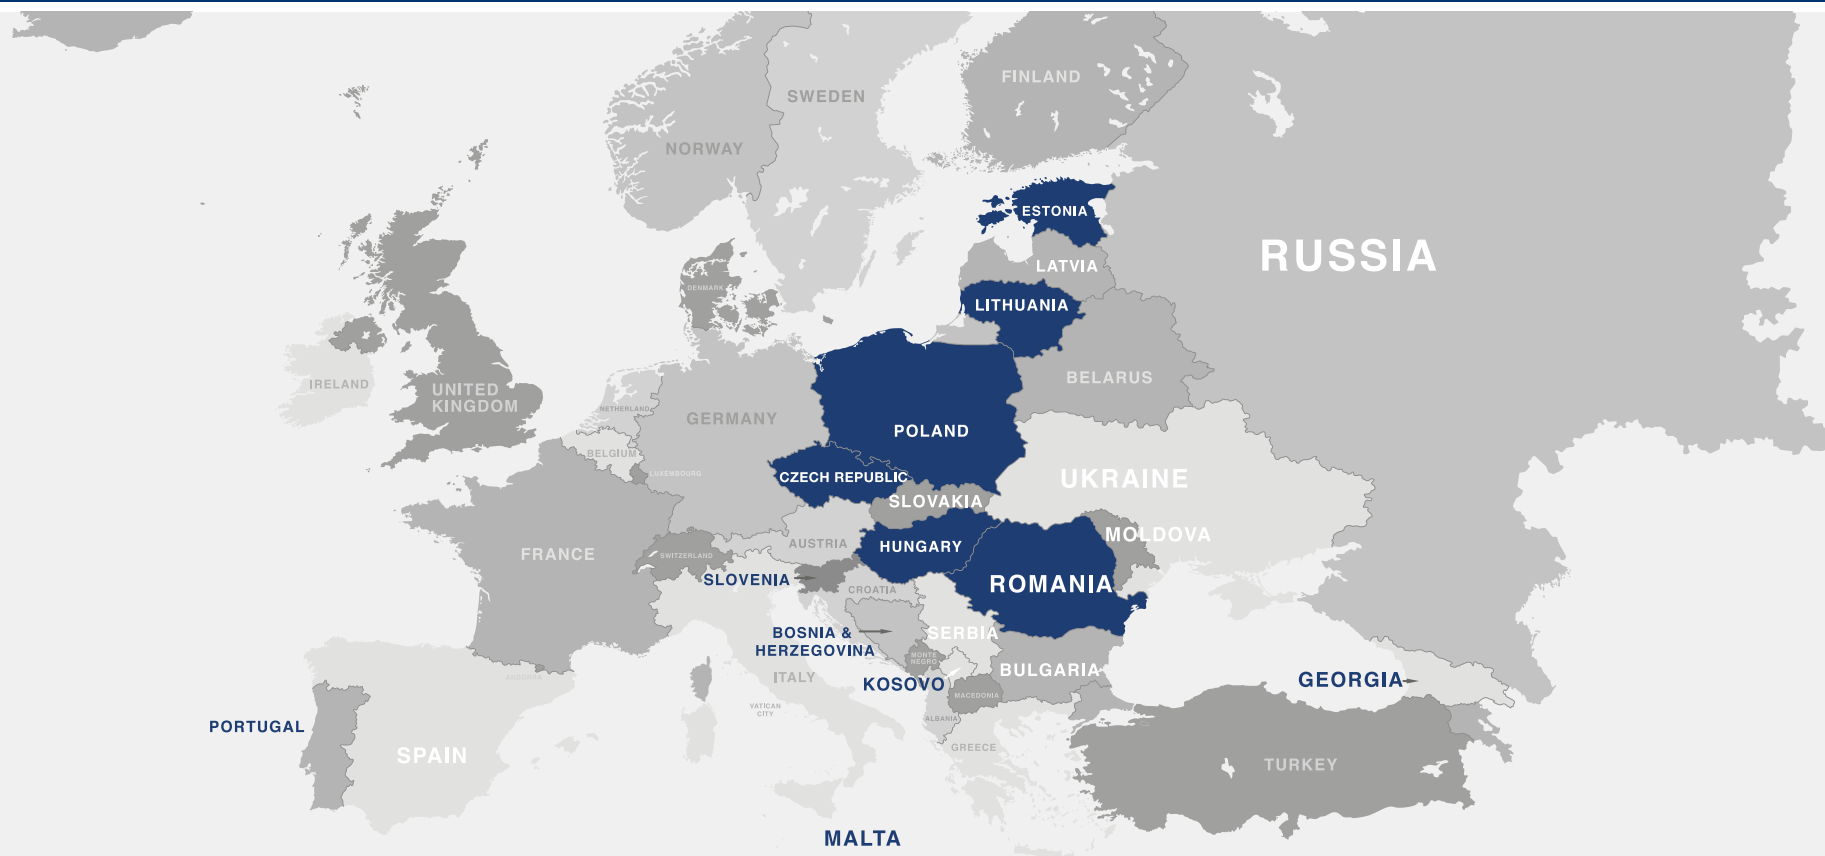 FINLAND
SWEDEN
NORWAY
ESTONIA
RUSSIA
LATVIA
DENMARK
LITHUANIA
BELARUS
IRELAND
UNITED
KINGDOM
NETHERLAND
GERMANY
POLAND
BELGIUM
LUXEMBOURG
CZECH REPUBLIC
UKRAINE
SLOVAKIA
MOLDOVA
AUSTRIA
HUNGARY
FRANCE
SWITZERLAND
SLOVENIA
ROMANIA
CROATIA
BOSNIA &
HERZEGOVINA
SERBIA
MONTE
NEGRO
BULGARIA
ANDORRA
ITALY
KOSOVO
GEORGIA
MACEDONIA
VATICAN
CITY
ALBANIA
PORTUGAL
GREECE
SPAIN
TURKEY
MALTA